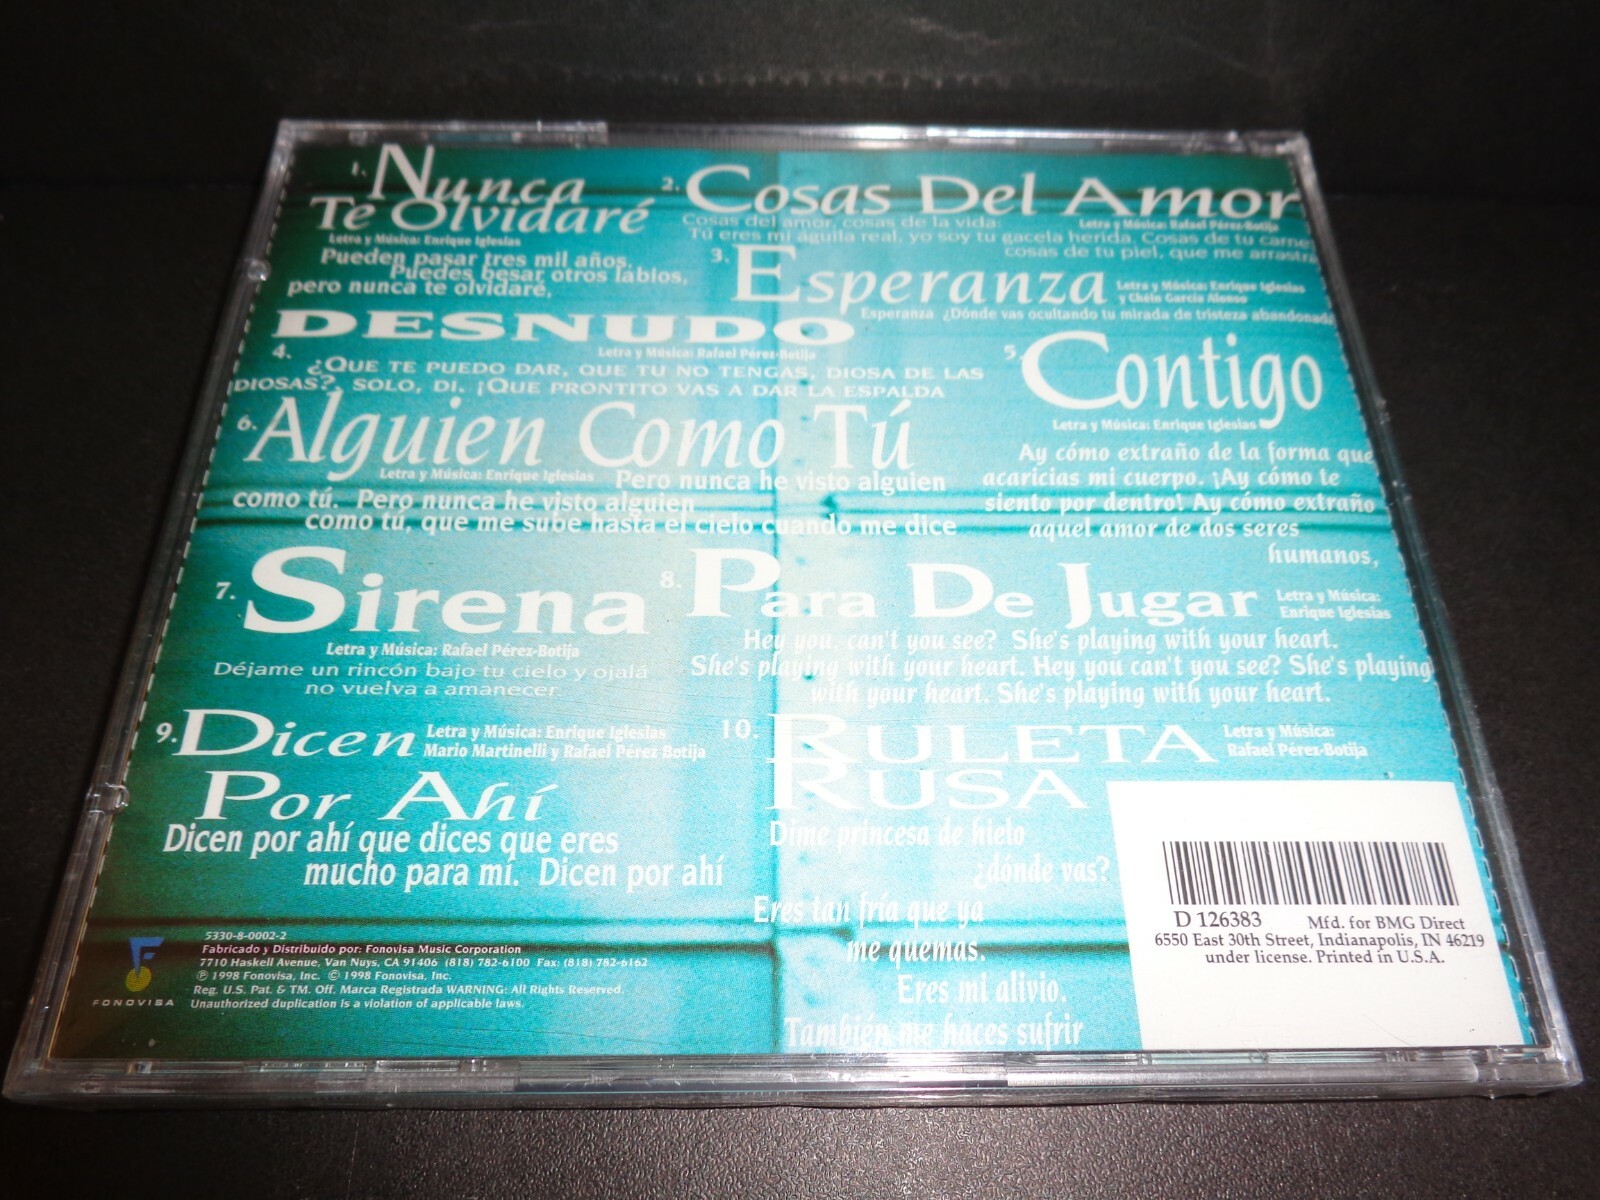 1. Nunca
Te Olvidaré
Letra y Música: Enrique Iglesias
Pueden pasar tres mil años.
Puedes besar otros labios,
pero nunca te olvidaré,
2. Cosas Del Amor
Letra y Música: Rafael Pérez-Botija
Cosas del amor, cosas de la vida:
Tú eres mi águila real, yo soy tu gacela herida. Cosas de tu carne
cosas de tu piel, que me arrastra
3. Esperanza
Letra y Música: Enrique Iglesias
y Chein García Alonso
Esperanza ¿Dónde vas ocultando tu mirada de tristeza abandonada
4. DESNUDO
Letra y Música: Rafael Pérez-Botija
¿QUE TE PUEDO DAR, QUE TU NO TENGAS, DIOSA DE LAS
DIOSAS?, SOLO, DI. ¡QUE PRONTITO VAS A DAR LA ESPALDA
5. Contigo
Letra y Música: Enrique Iglesias
Ay cómo extraño de la forma que
acaricias mi cuerpo. ¡Ay cómo te
siento por dentro! Ay cómo extraño
aquel amor de dos seres
humanos,
6. Alguien Como Tú
Letra y Música: Enrique Iglesias
Pero nunca he visto alguien
como tú. Pero nunca he visto alguien
como tú, que me sube hasta el cielo cuando me dice
7. Sirena
Letra y Música: Rafael Pérez-Botija
Déjame un rincón bajo tu cielo y ojalá
no vuelva a amanecer.
8. Para De Jugar
Letra y Música:
Enrique Iglesias
Hey you, can't you see? She's playing with your heart.
She's playing with your heart. Hey you can't you see? She's playing
with your heart. She's playing with your heart.
9. Dicen
Por Ahí
Letra y Música: Enrique Iglesias
Mario Martinelli y Rafael Pérez Botija
Dicen por ahí que dices que eres
mucho para mí. Dicen por ahí
10. RULETA
RUSA
Letra y Música:
Rafael Pérez-Botija
Dime princesa de hielo
¿dónde vas?
Eres tan fría que ya
me quemas.
Eres mi alivio.
También me haces sufrir
FONOVISA
5330-8-0002-2
Fabricado y Distribuido por: Fonovisa Music Corporation
7710 Haskell Avenue, Van Nuys, CA 91406 (818) 782-6100 Fax: (818) 782-6162
℗ 1998 Fonovisa, Inc. © 1998 Fonovisa, Inc.
Reg. U.S. Pat. & TM. Off. Marca Registrada WARNING: All Rights Reserved.
Unauthorized duplication is a violation of applicable laws.
D 126383 Mfd. for BMG Direct
6550 East 30th Street, Indianapolis, IN 46219
under license. Printed in U.S.A.